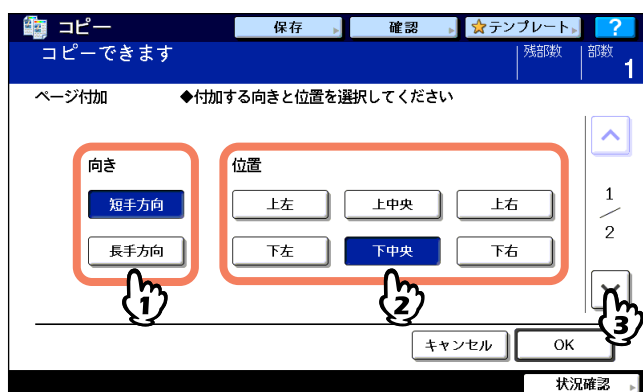 コピー 保存 確認 ☆テンプレート ?
コピーできます 残部数 部数 1
ページ付加 ◆付加する向きと位置を選択してください
向き 位置
短手方向 上左 上中央 上右
長手方向 下左 下中央 下右
1
2
1 2 3
キャンセル OK
状況確認